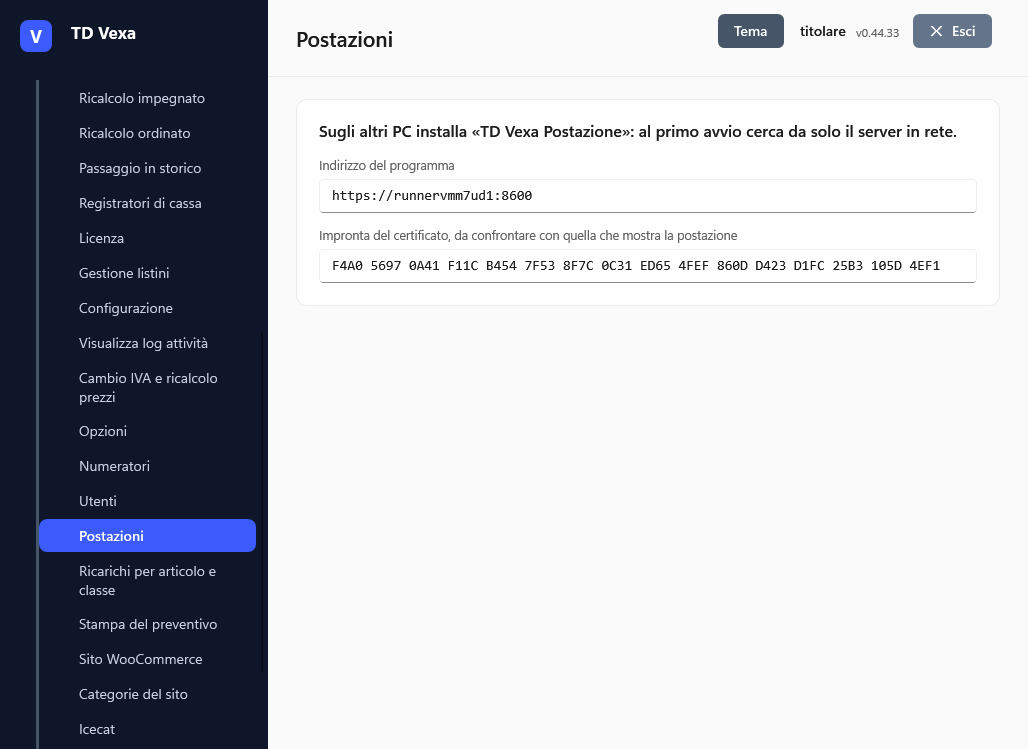 V
TD Vexa
Ricalcolo impegnato
Ricalcolo ordinato
Passaggio in storico
Registratori di cassa
Licenza
Gestione listini
Configurazione
Visualizza log attività
Cambio IVA e ricalcolo
prezzi
Opzioni
Numeratori
Utenti
Postazioni
Ricarichi per articolo e
classe
Stampa del preventivo
Sito WooCommerce
Categorie del sito
Icecat
Postazioni
Tema
titolare
v0.44.33
Esci
Sugli altri PC installa «TD Vexa Postazione»: al primo avvio cerca da solo il server in rete.
Indirizzo del programma
https://runnervmm7ud1:8600
Impronta del certificato, da confrontare con quella che mostra la postazione
F4A0 5697 0A41 F11C B454 7F53 8F7C 0C31 ED65 4FEF 860D D423 D1FC 25B3 105D 4EF1